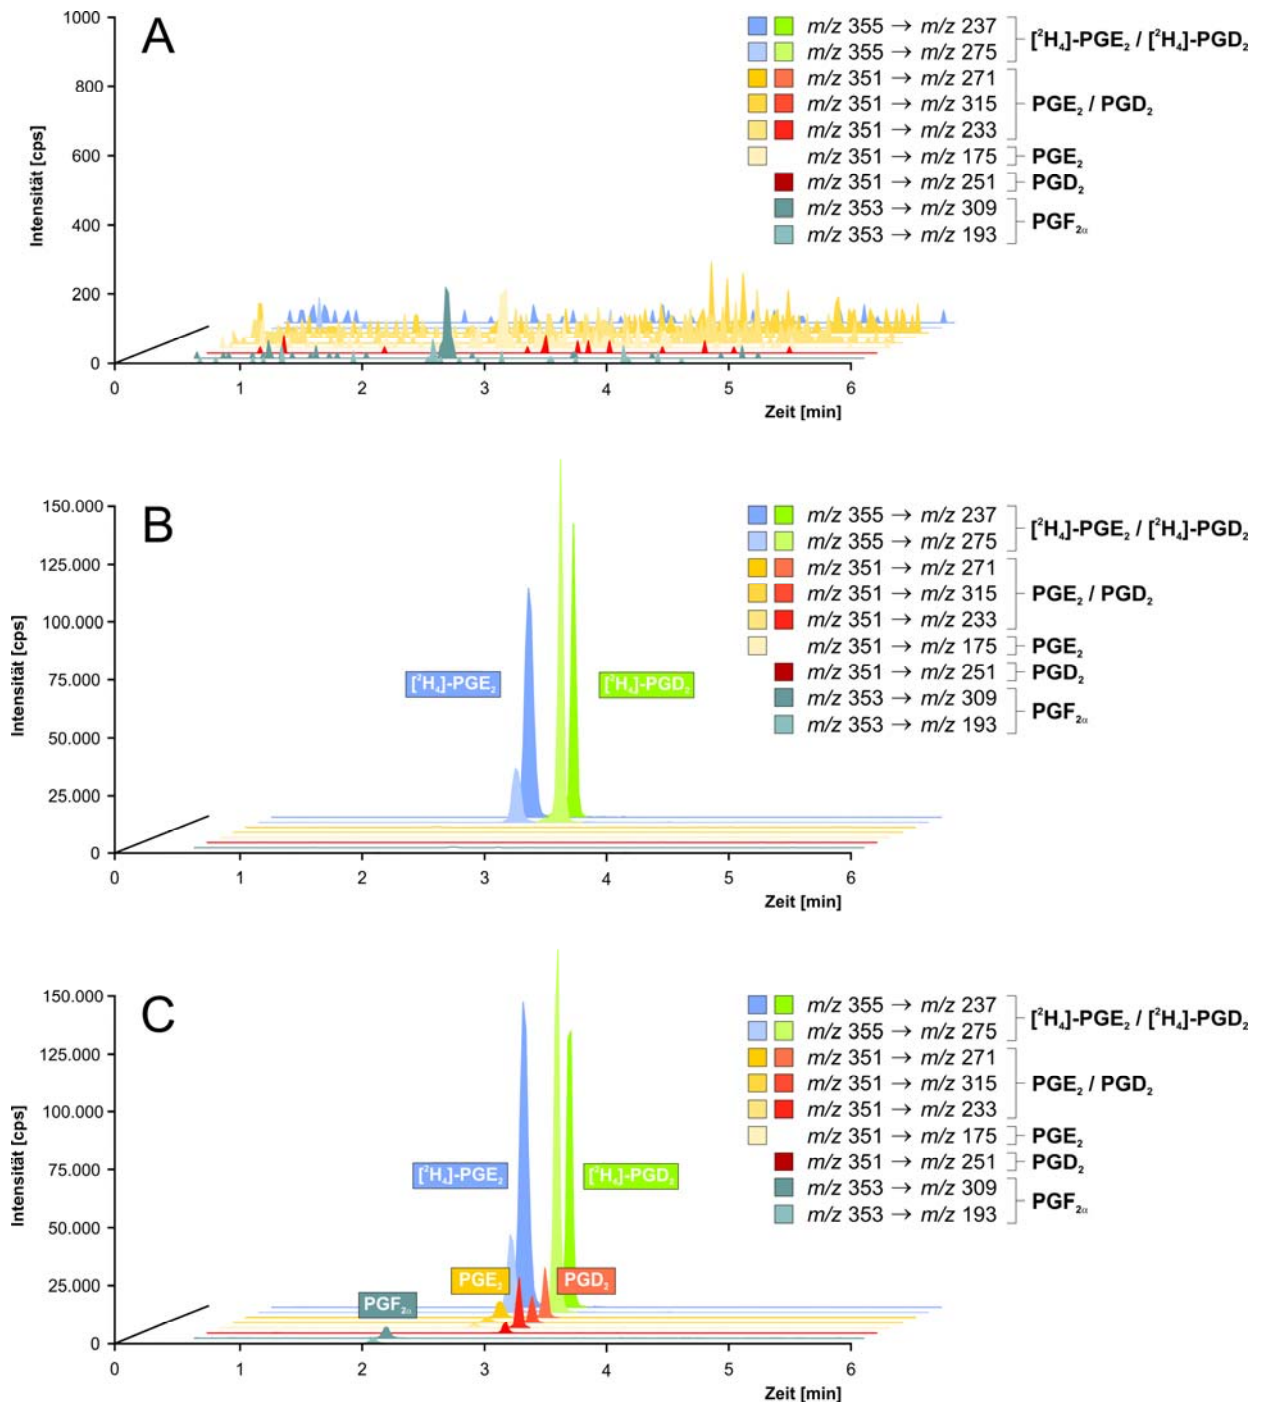 A
Intensität [cps]
1000
800
600
400
200
0
0 1 2 3 4 5 6
Zeit [min]
m/z 355 → m/z 237
m/z 355 → m/z 275
[²H₄]-PGE₂ / [²H₄]-PGD₂
m/z 351 → m/z 271
m/z 351 → m/z 315
m/z 351 → m/z 233
PGE₂ / PGD₂
m/z 351 → m/z 175 PGE₂
m/z 351 → m/z 251 PGD₂
m/z 353 → m/z 309
m/z 353 → m/z 193
PGF₂α
B
Intensität [cps]
150.000
125.000
100.000
75.000
50.000
25.000
0
0 1 2 3 4 5 6
Zeit [min]
[²H₄]-PGE₂
[²H₄]-PGD₂
m/z 355 → m/z 237
m/z 355 → m/z 275
[²H₄]-PGE₂ / [²H₄]-PGD₂
m/z 351 → m/z 271
m/z 351 → m/z 315
m/z 351 → m/z 233
PGE₂ / PGD₂
m/z 351 → m/z 175 PGE₂
m/z 351 → m/z 251 PGD₂
m/z 353 → m/z 309
m/z 353 → m/z 193
PGF₂α
C
Intensität [cps]
150.000
125.000
100.000
75.000
50.000
25.000
0
0 1 2 3 4 5 6
Zeit [min]
[²H₄]-PGE₂
[²H₄]-PGD₂
PGE₂
PGD₂
PGF₂α
m/z 355 → m/z 237
m/z 355 → m/z 275
[²H₄]-PGE₂ / [²H₄]-PGD₂
m/z 351 → m/z 271
m/z 351 → m/z 315
m/z 351 → m/z 233
PGE₂ / PGD₂
m/z 351 → m/z 175 PGE₂
m/z 351 → m/z 251 PGD₂
m/z 353 → m/z 309
m/z 353 → m/z 193
PGF₂α